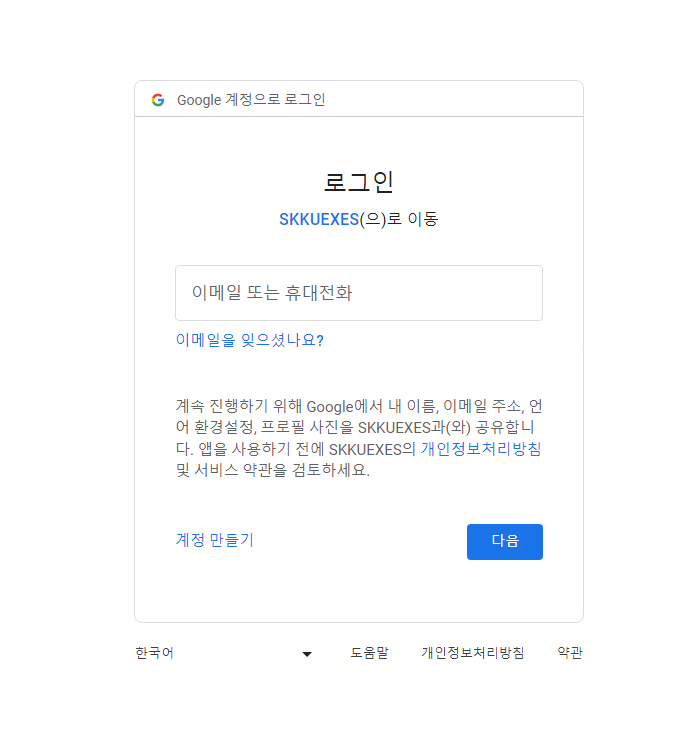 Google 계정으로 로그인
로그인
SKKUEXES(으)로 이동
이메일 또는 휴대전화
이메일을 잊으셨나요?
계속 진행하기 위해 Google에서 내 이름, 이메일 주소, 언
어 환경설정, 프로필 사진을 SKKUEXES과(와) 공유합니
다. 앱을 사용하기 전에 SKKUEXES의 개인정보처리방침
및 서비스 약관을 검토하세요.
계정 만들기 다음
한국어 도움말 개인정보처리방침 약관